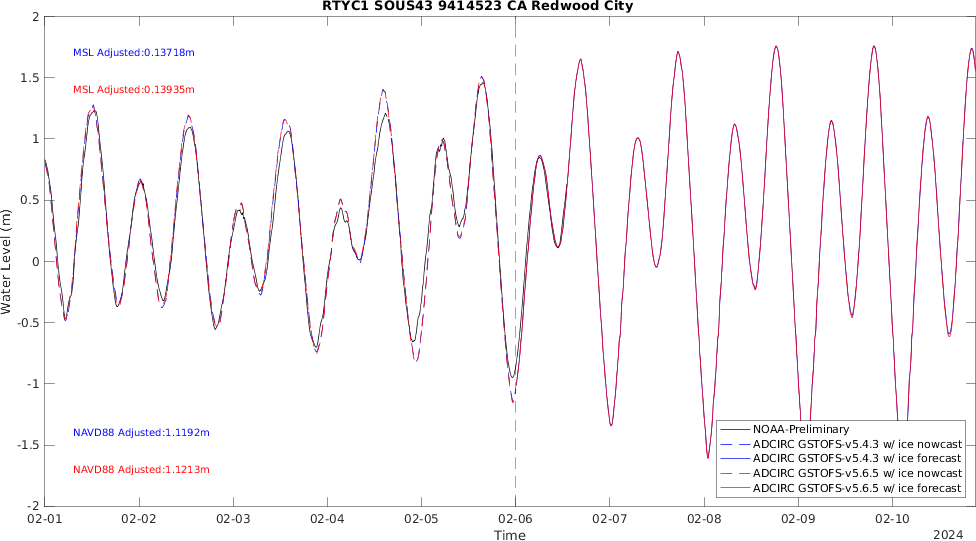 RTYC1 SOUS43 9414523 CA Redwood City
2
1.5
1
0.5
0
-0.5
-1
-1.5
-2
Water Level (m)
MSL Adjusted:0.13718m
MSL Adjusted:0.13935m
NAVD88 Adjusted:1.1192m
NAVD88 Adjusted:1.1213m
NOAA-Preliminary
ADCIRC GSTOFS-v5.4.3 w/ ice nowcast
ADCIRC GSTOFS-v5.4.3 w/ ice forecast
ADCIRC GSTOFS-v5.6.5 w/ ice nowcast
ADCIRC GSTOFS-v5.6.5 w/ ice forecast
02-01 02-02 02-03 02-04 02-05 02-06 02-07 02-08 02-09 02-10
Time
2024